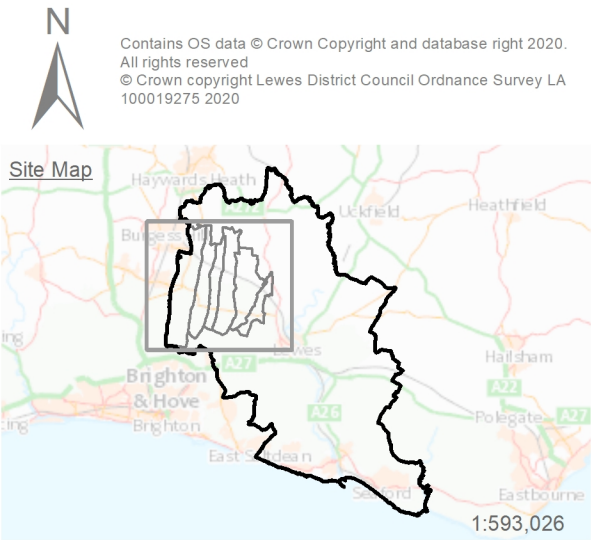 N
Contains OS data © Crown Copyright and database right 2020.
All rights reserved
© Crown copyright Lewes District Council Ordnance Survey LA
100019275 2020
Site Map
Haywards Heath
Uckfield
Heathfield
Burgess
Lewes
A27
Hailsham
Brighton
& Hove
A22
A26
Polegate
A27
Brighton
East Saltdean
Seaford
Eastbourne
1:593,026